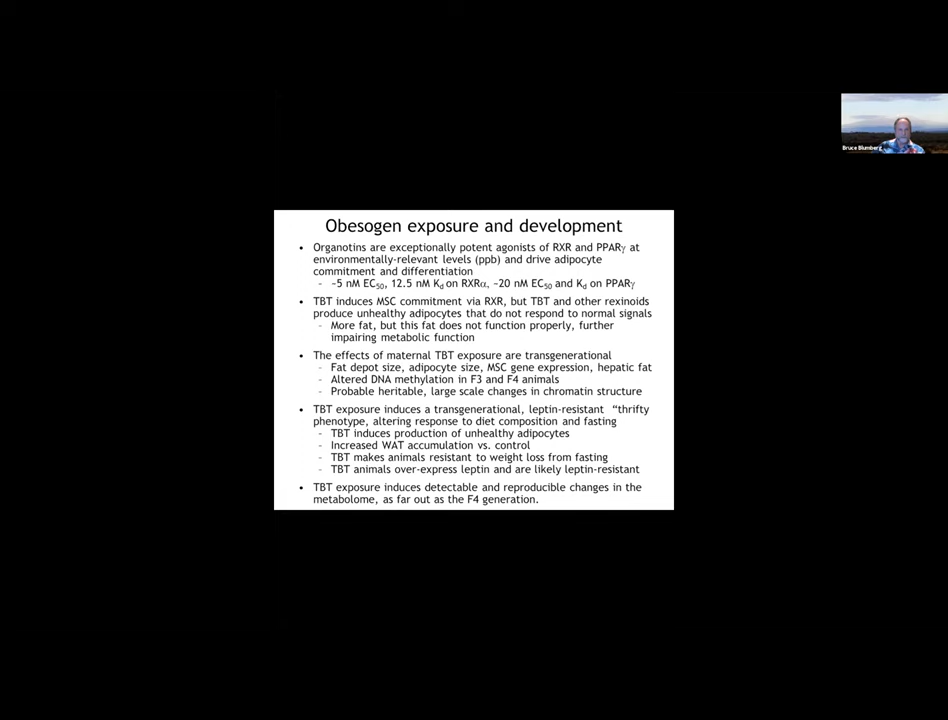 Obesogen exposure and development
• Organotins are exceptionally potent agonists of RXR and PPARγ at
environmentally-relevant levels (ppb) and drive adipocyte
commitment and differentiation
– ~5 nM EC50, 12.5 nM Kd on RXRα, ~20 nM EC50 and Kd on PPARγ
• TBT induces MSC commitment via RXR, but TBT and other rexinoids
produce unhealthy adipocytes that do not respond to normal signals
– More fat, but this fat does not function properly, further
impairing metabolic function
• The effects of maternal TBT exposure are transgenerational
– Fat depot size, adipocyte size, MSC gene expression, hepatic fat
– Altered DNA methylation in F3 and F4 animals
– Probable heritable, large scale changes in chromatin structure
• TBT exposure induces a transgenerational, leptin-resistant “thrifty
phenotype, altering response to diet composition and fasting
– TBT induces production of unhealthy adipocytes
– Increased WAT accumulation vs. control
– TBT makes animals resistant to weight loss from fasting
– TBT animals over-express leptin and are likely leptin-resistant
• TBT exposure induces detectable and reproducible changes in the
metabolome, as far out as the F4 generation.
Bruce Blumberg